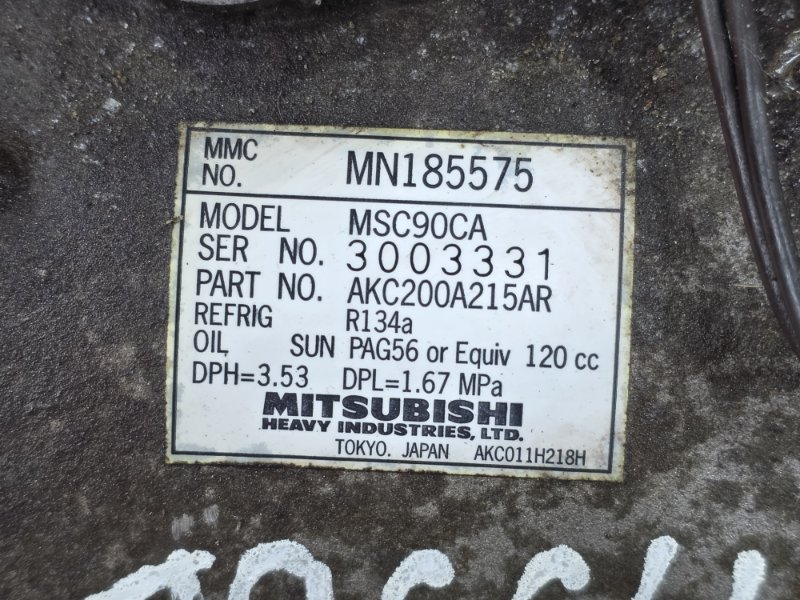 MMC
NO. MN185575
MODEL MSC90CA
SER NO. 3003331
PART NO. AKC200A215AR
REFRIG R134a
OIL SUN PAG56 or Equiv 120 cc
DPH=3.53 DPL=1.67 MPa
MITSUBISHI
HEAVY INDUSTRIES, LTD.
TOKYO. JAPAN AKC011H218H